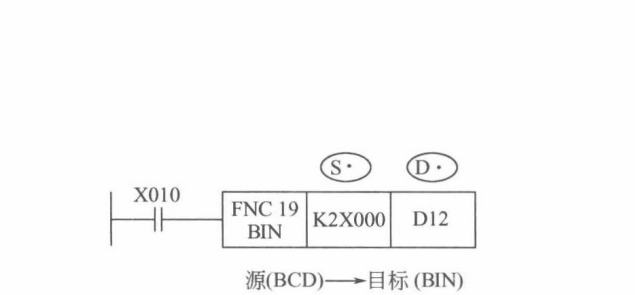 S· D·
X010
FNC 19
BIN K2X000 D12
源(BCD)→目标(BIN)